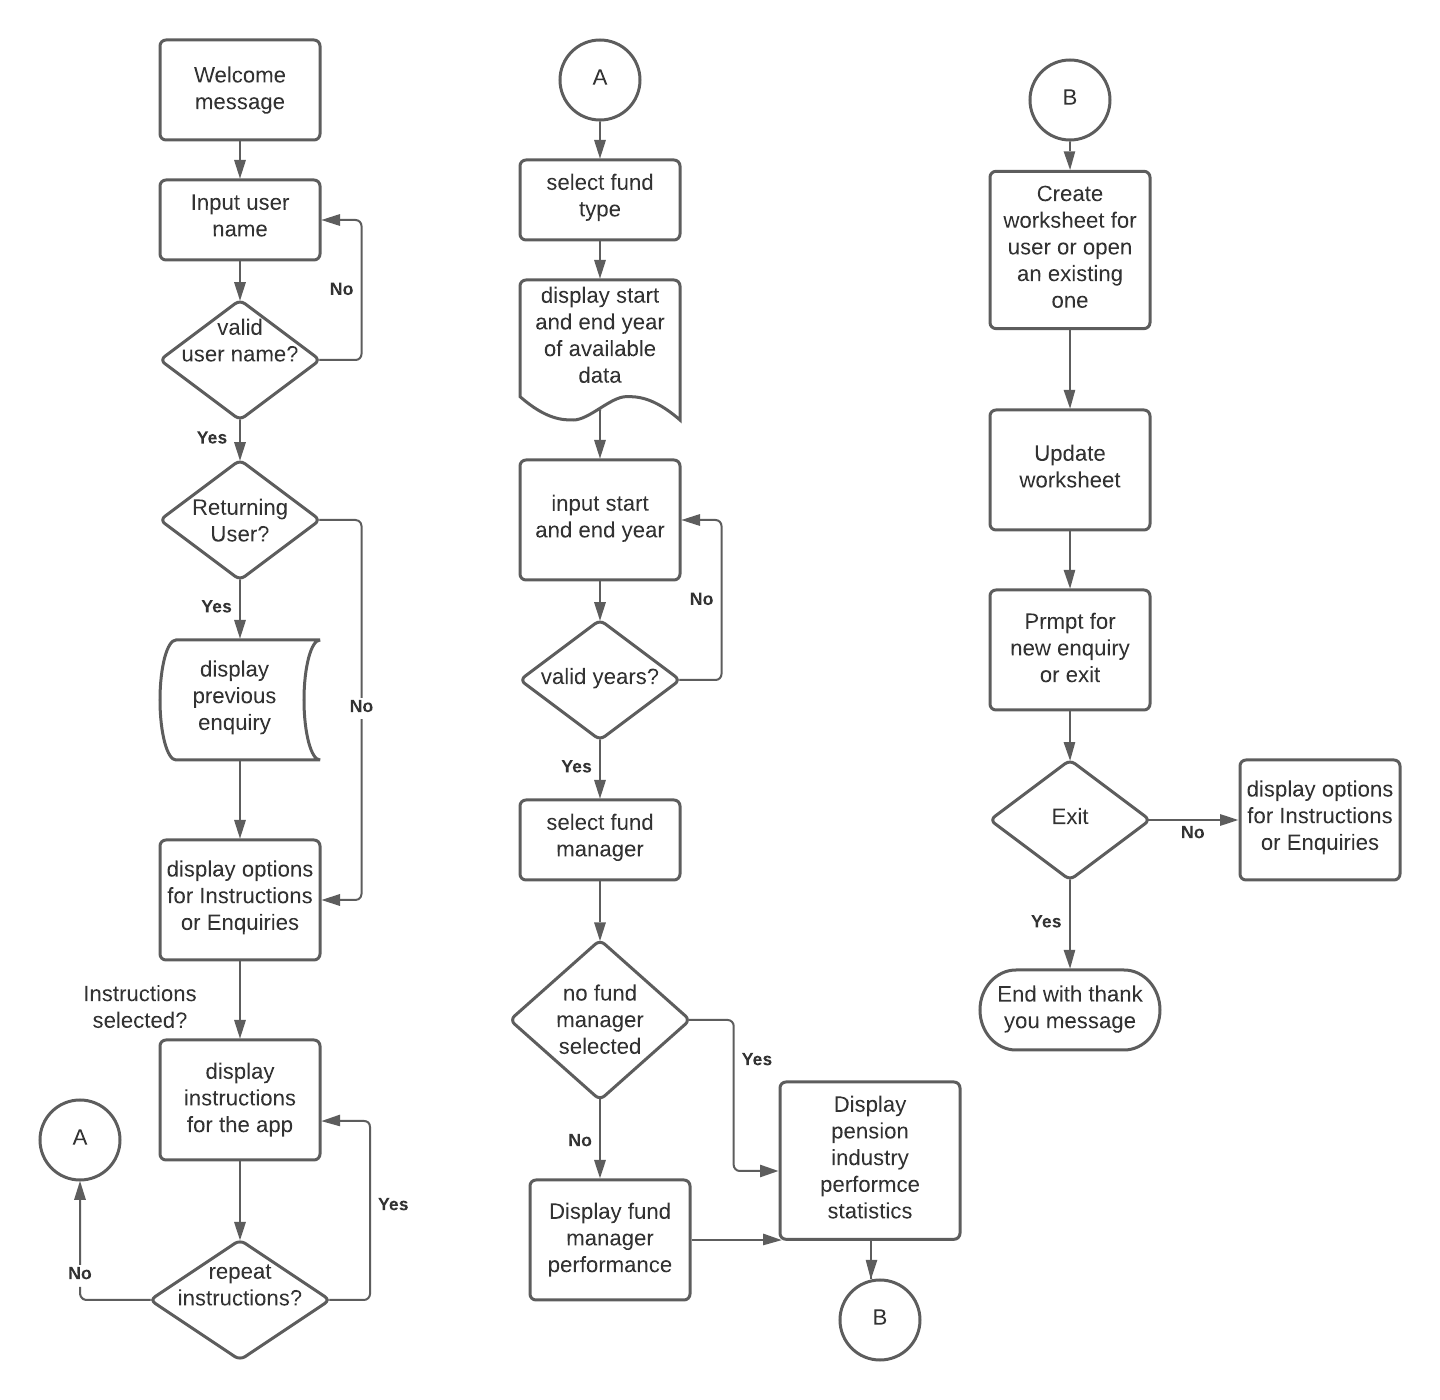 Welcome
message
Input user
name
No
valid
user name?
Yes
Returning
User?
Yes
display
previous
enquiry
No
display options
for Instructions
or Enquiries
Instructions
selected?
display
instructions
for the app
A
Yes
No
repeat
instructions?
A
select fund
type
display start
and end year
of available
data
input start
and end year
No
valid years?
Yes
select fund
manager
no fund
manager
selected
Yes
No
Display fund
manager
performance
Display
pension
industry
performce
statistics
B
B
Create
worksheet for
user or open
an existing
one
Update
worksheet
Prmpt for
new enquiry
or exit
Exit
No
display options
for Instructions
or Enquiries
Yes
End with thank
you message